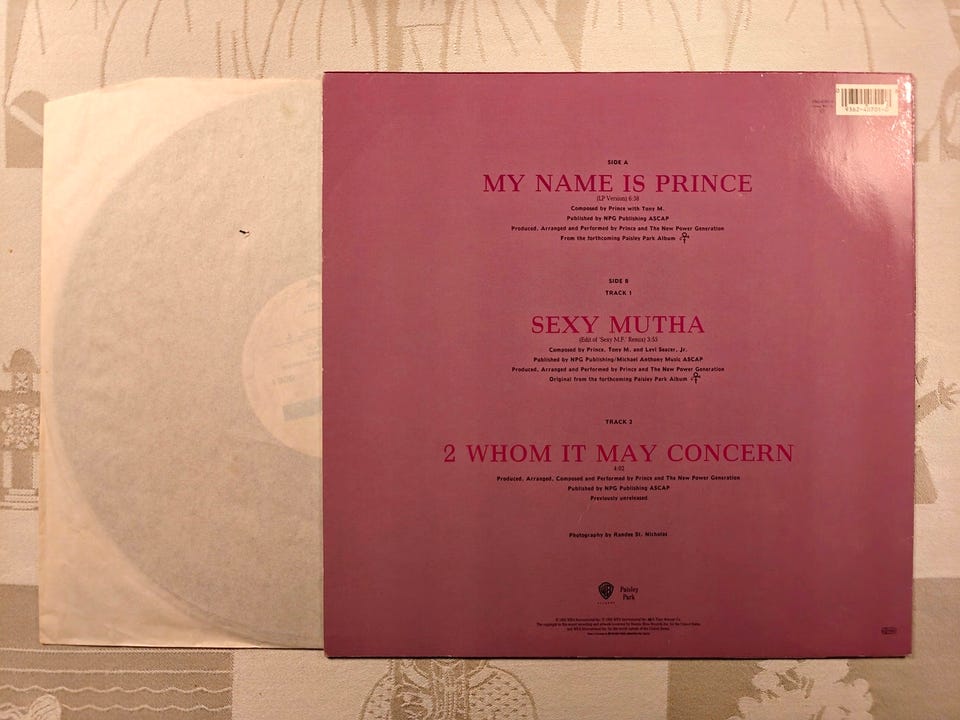 SIDE A
MY NAME IS PRINCE
(LP Version) 6:38
Composed by Prince with Tony M.
Published by NPG Publishing ASCAP
Produced, Arranged and Performed by Prince and The New Power Generation
From the forthcoming Paisley Park Album
SIDE B
TRACK 1
SEXY MUTHA
(Edit of 'Sexy M.F.' Remix) 3:53
Composed by Prince, Tony M. and Levi Seacer, Jr.
Published by NPG Publishing/Michael Anthony Music ASCAP
Produced, Arranged and Performed by Prince and The New Power Generation
Original from the forthcoming Paisley Park Album
TRACK 2
2 WHOM IT MAY CONCERN
4:02
Produced, Arranged, Composed and Performed by Prince and The New Power Generation
Published by NPG Publishing ASCAP
Previously unreleased
Photography by Randee St. Nicholas
WB
Paisley
Park